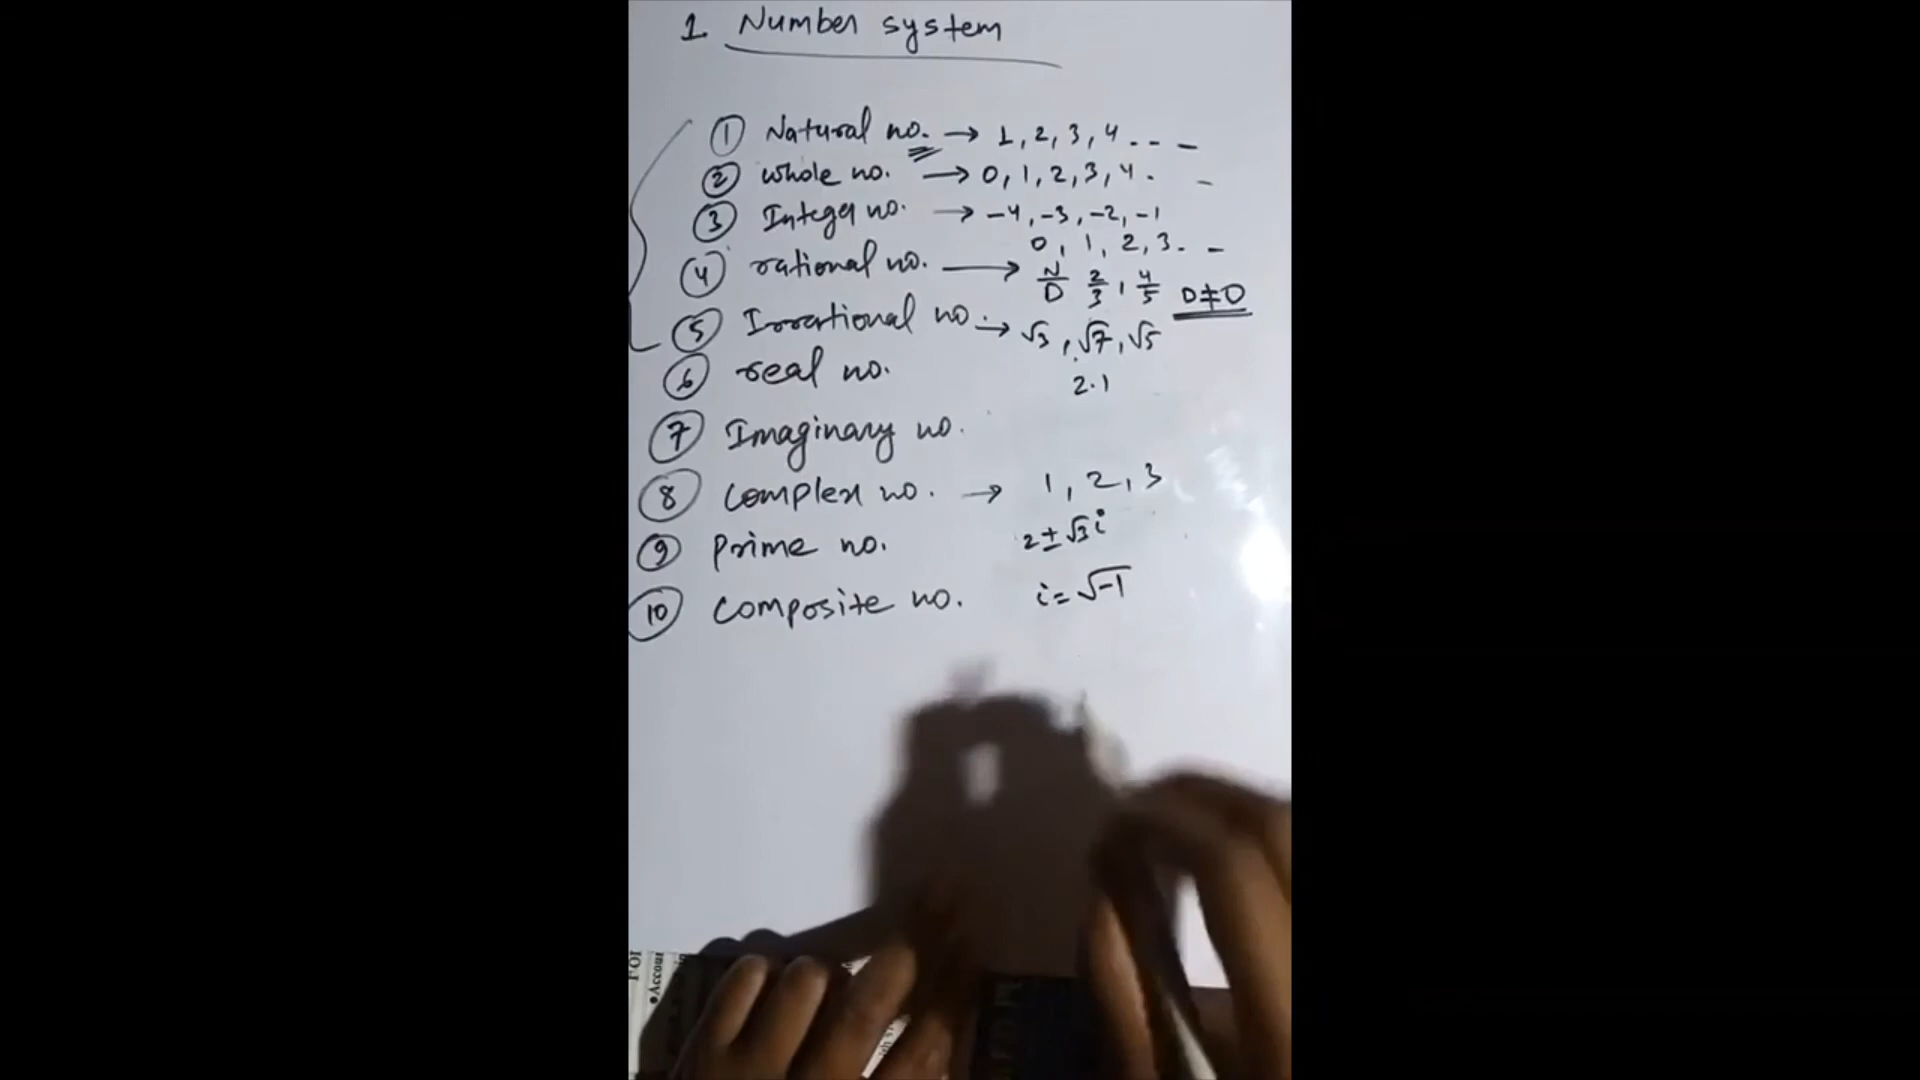 1 Number system
① Natural no. → 1, 2, 3, 4 - - -
② whole no. → 0, 1, 2, 3, 4 . -
③ Integer no. → -4, -3, -2, -1
0, 1, 2, 3 - -
④ rational no. → N/D 2/3, 4/5 D≠0
⑤ Irrational no. → √3, √7, √5
⑥ real no. 2.1
⑦ Imaginary no.
⑧ Complex no. → 1, 2, 3
⑨ Prime no. 2±√3i
⑩ Composite no. i=√-1
•Accoun